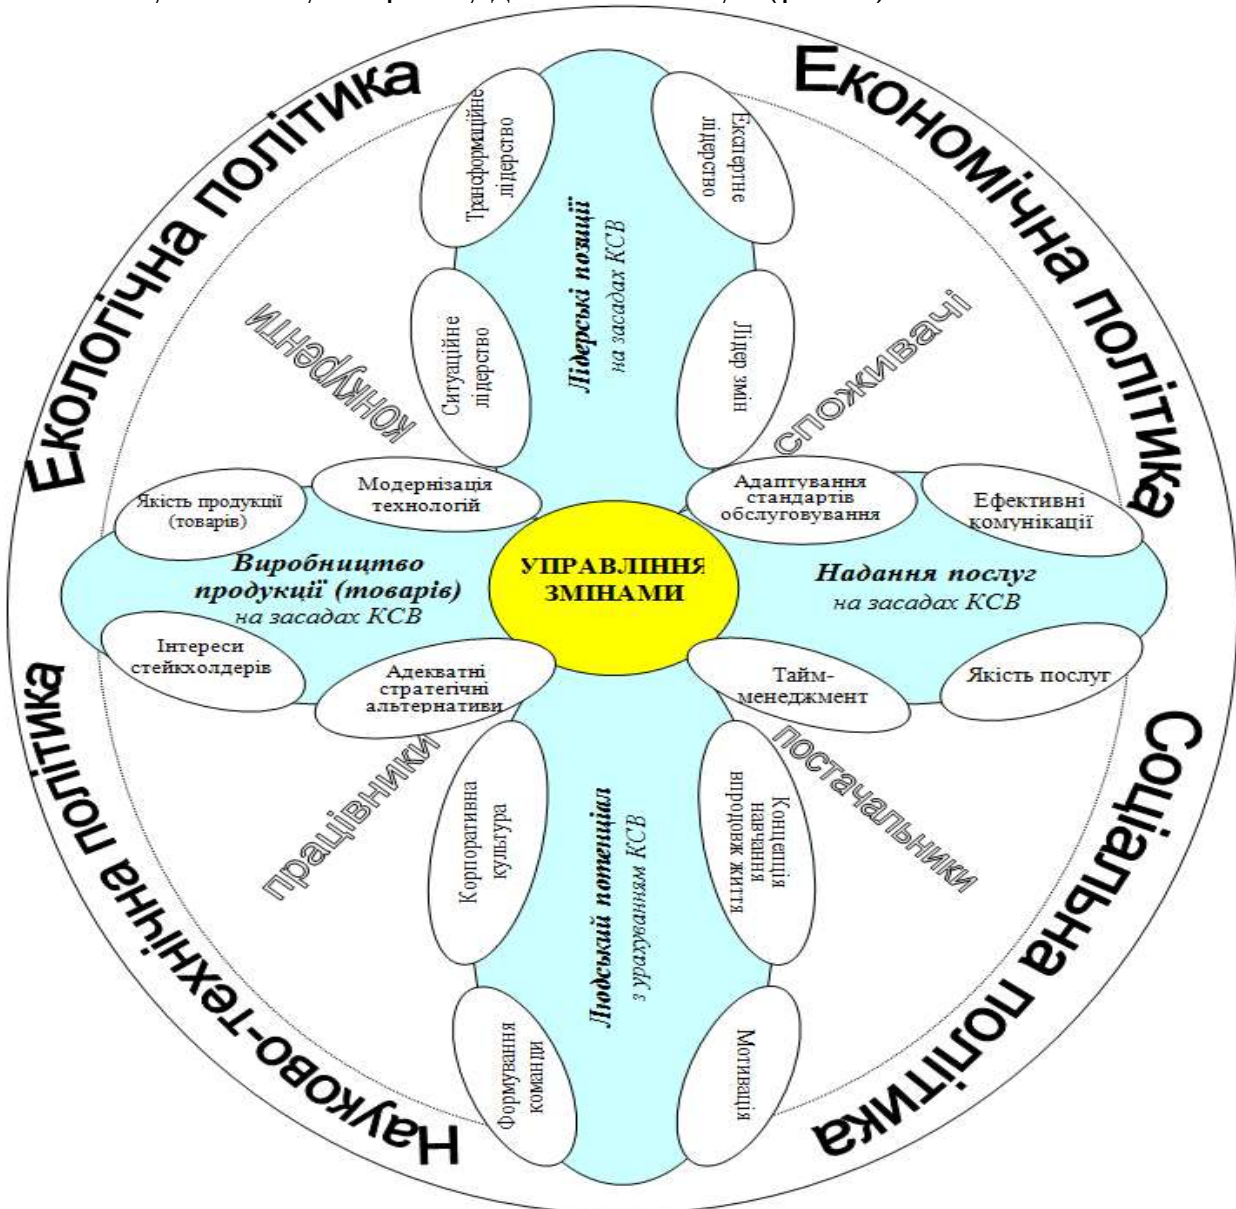 Екологічна політика
Економічна політика
Трансформаційне
лідерство
Експертне
лідерство
Лідерські позиції
на засадах КСВ
Ситуаційне
лідерство
Лідер змін
конкуренти
споживачі
Якість продукції
(товарів)
Модернізація
технологій
Адаптування
стандартів
обслуговування
Ефективні
комунікації
Виробництво
продукції (товарів)
на засадах КСВ
УПРАВЛІННЯ
ЗМІНАМИ
Надання послуг
на засадах КСВ
Інтереси
стейкхолдерів
Адекватні
стратегічні
альтернативи
Тайм-
менеджмент
Якість послуг
працівники
постачальники
Корпоративна
культура
Людський потенціал
з урахуванням КСВ
Концепція
навчання
впродовж життя
Формування
команди
Мотивація
Науково-технічна політика
Соціальна політика